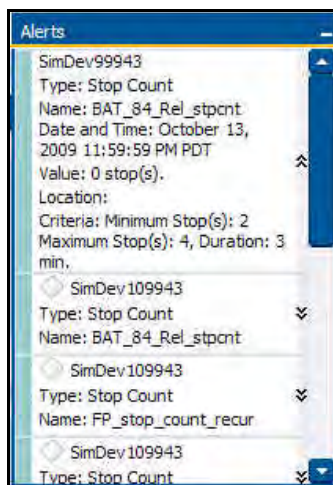 Alerts
SimDev99943
Type: Stop Count
Name: BAT_84_Rel_stpcnt
Date and Time: October 13,
2009 11:59:59 PM PDT
Value: 0 stop(s).
Location:
Criteria: Minimum Stop(s): 2
Maximum Stop(s): 4, Duration: 3
min.
SimDev109943
Type: Stop Count
Name: BAT_84_Rel_stpcnt
SimDev109943
Type: Stop Count
Name: FP_stop_count_recur
SimDev109943
Type: Stop Count